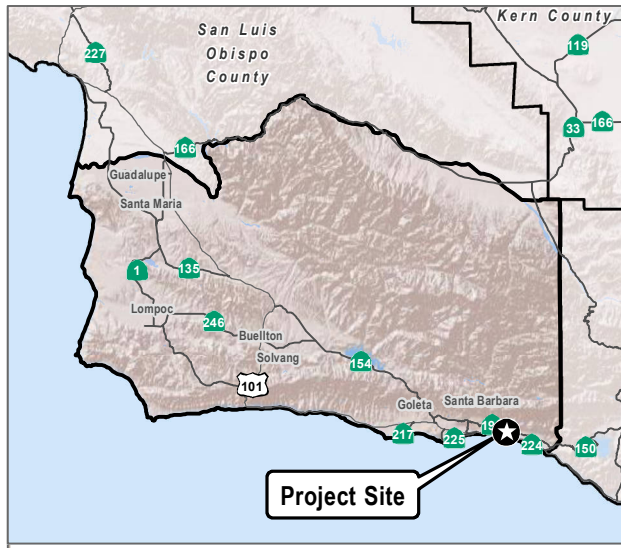 San Luis
Obispo
County
Kern County
227
119
33
166
166
Guadalupe
Santa Maria
1
135
Lompoc
246
Buellton
Solvang
154
101
Goleta
Santa Barbara
217
225
224
150
Project Site